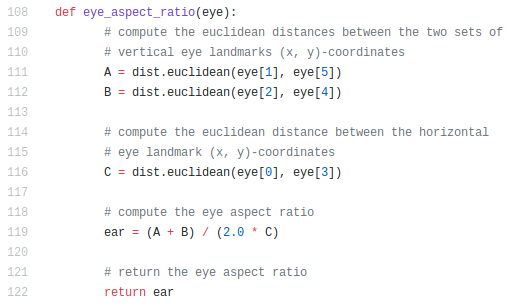 108 def eye_aspect_ratio(eye):
109 # compute the euclidean distances between the two sets of
110 # vertical eye landmarks (x, y)-coordinates
111 A = dist.euclidean(eye[1], eye[5])
112 B = dist.euclidean(eye[2], eye[4])
113
114 # compute the euclidean distance between the horizontal
115 # eye landmark (x, y)-coordinates
116 C = dist.euclidean(eye[0], eye[3])
117
118 # compute the eye aspect ratio
119 ear = (A + B) / (2.0 * C)
120
121 # return the eye aspect ratio
122 return ear